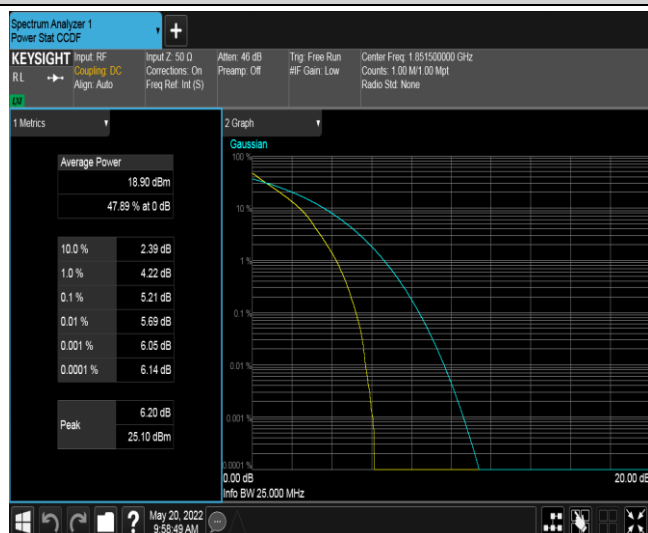 Spectrum Analyzer 1
Power Stat CCDF
+
KEYSIGHT Input: RF
RL Coupling: DC
Align: Auto
Input Z: 50 Ω
Corrections: On
Freq Ref: Int (S)
Atten: 46 dB
Preamp: Off
Trig: Free Run
#IF Gain: Low
Center Freq: 1.851500000 GHz
Counts: 1.00 M/1.00 Mpt
Radio Std: None
1 Metrics
Average Power
18.90 dBm
47.89 % at 0 dB
10.0 % 2.39 dB
1.0 % 4.22 dB
0.1 % 5.21 dB
0.01 % 5.69 dB
0.001 % 6.05 dB
0.0001 % 6.14 dB
Peak 6.20 dB
25.10 dBm
2 Graph
Gaussian
100 %
10 %
1 %
0.1 %
0.01 %
0.001 %
0.0001 %
0.00 dB 20.00 dB
Info BW 25.000 MHz
?
May 20, 2022
9:58:49 AM